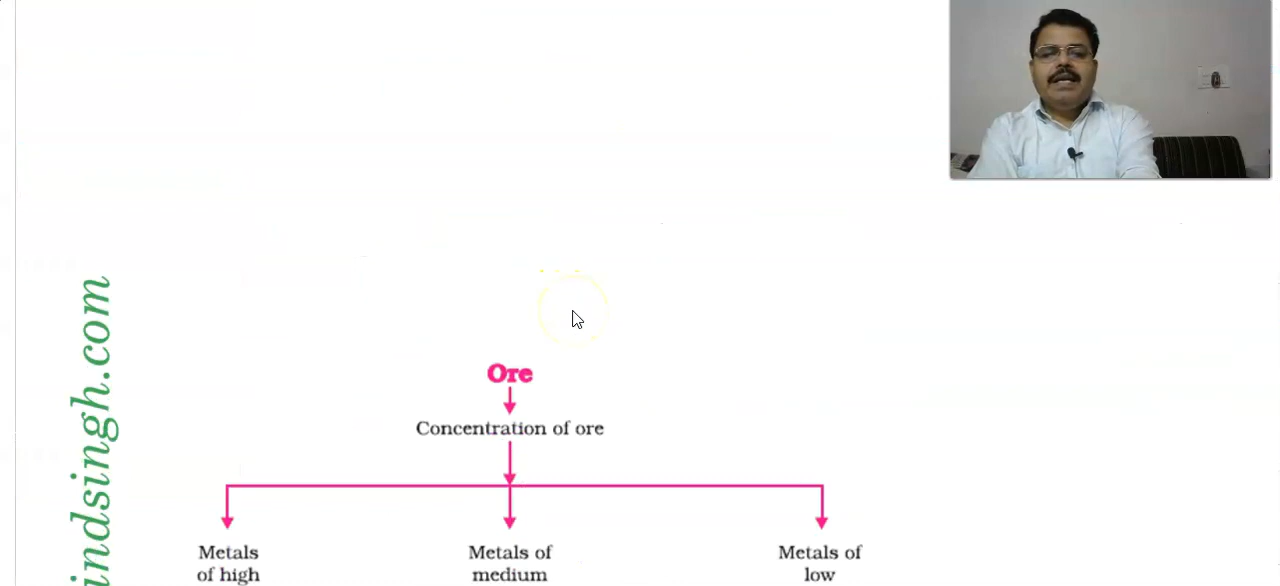 Ore
Concentration of ore
Metals
of high
Metals of
medium
Metals of
low
indsingh.com